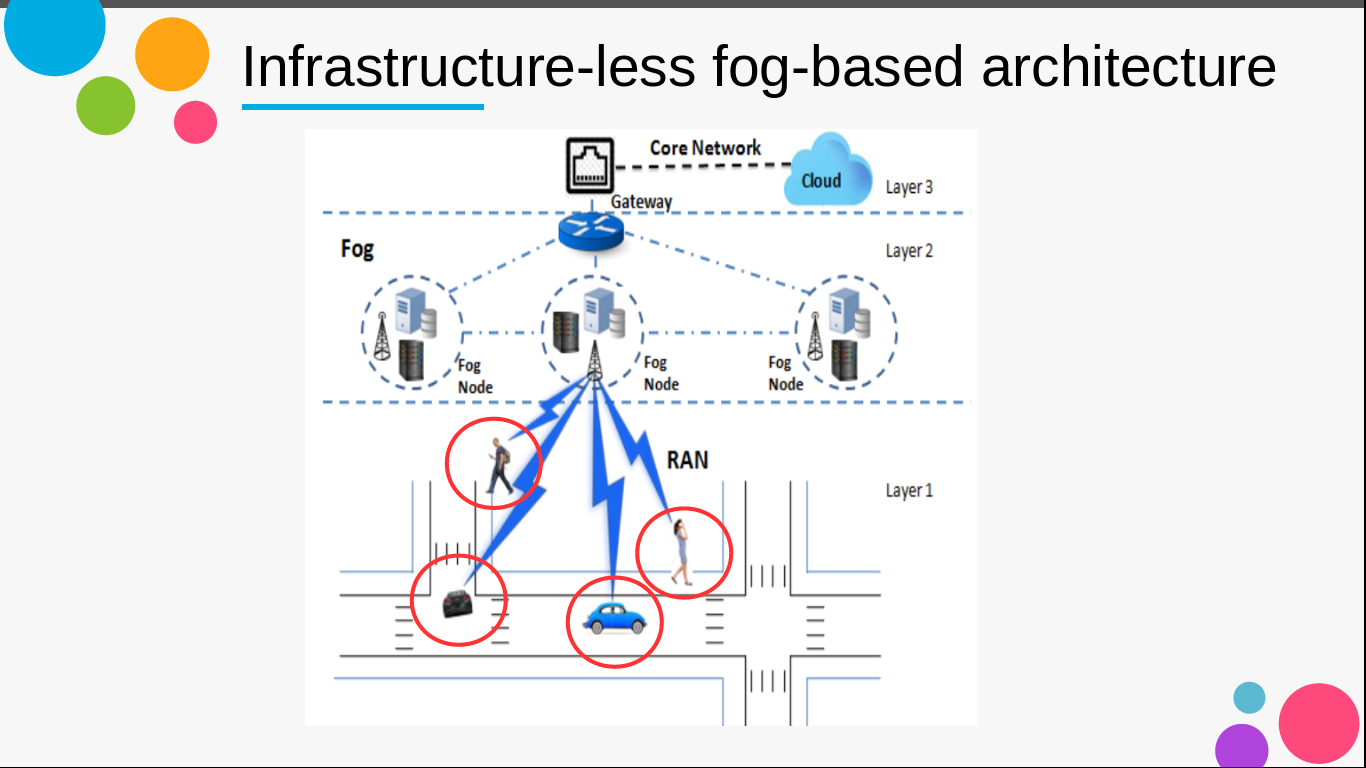 Infrastructure-less fog-based architecture
Core Network
Cloud
Layer 3
Gateway
Fog
Layer 2
Fog
Node
Fog
Node
Fog
Node
RAN
Layer 1